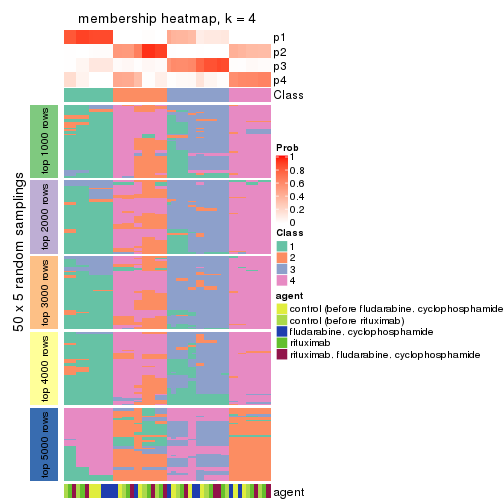 membership heatmap, k = 4
p1
p2
p3
p4
Class
50 x 5 random samplings
top 1000 rows
top 2000 rows
top 3000 rows
top 4000 rows
top 5000 rows
agent
Prob
1
0.8
0.6
0.4
0.2
0
Class
1
2
3
4
agent
control (before fludarabine. cyclophosphamide
control (before rituximab)
fludarabine. cyclophosphamide
rituximab
rituximab. fludarabine. cyclophosphamide